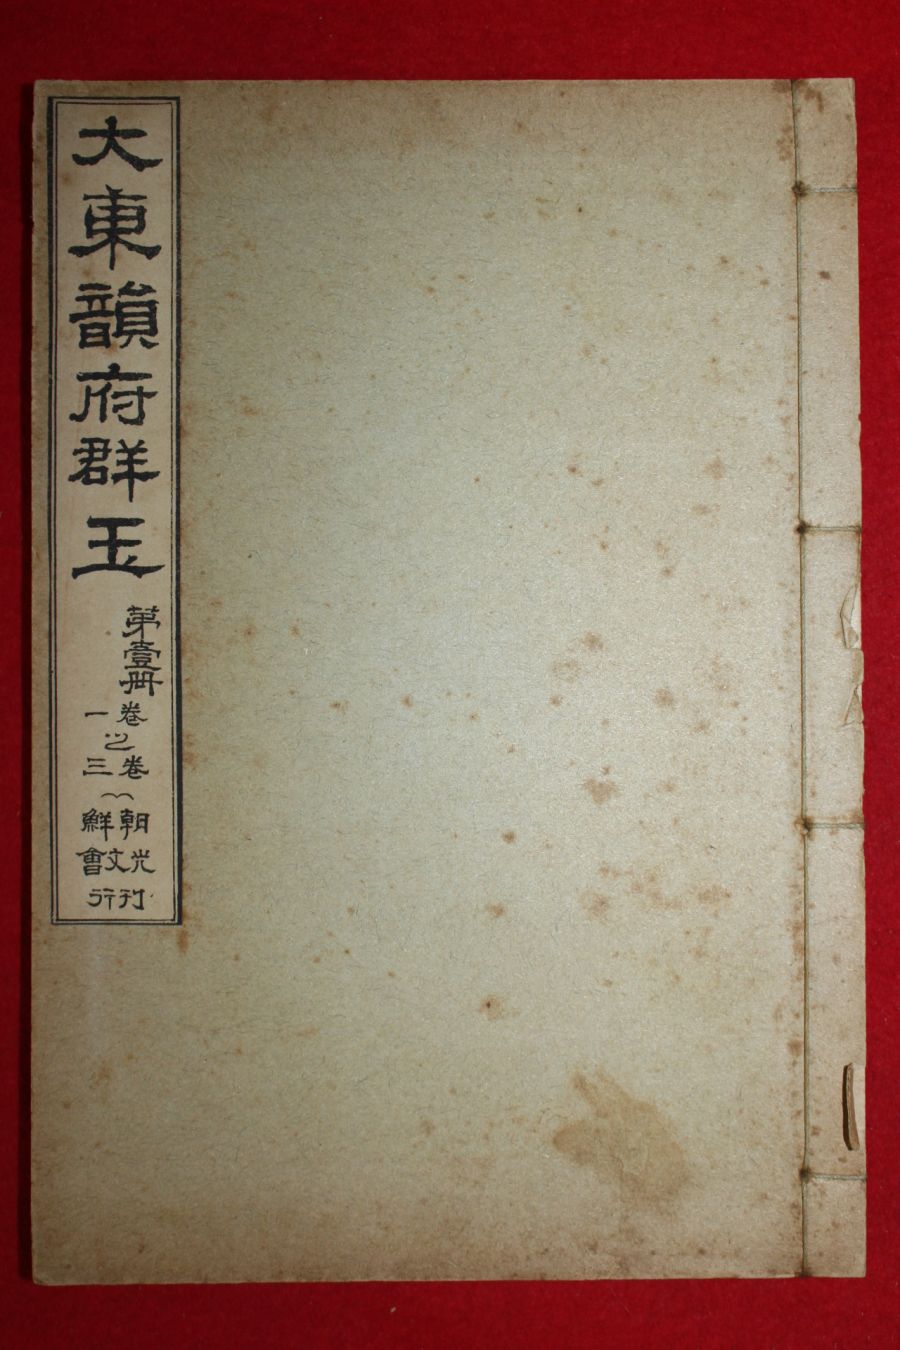 大東韻府群玉
第壹册
卷一
之
卷三
朝鮮
光文會
刊行